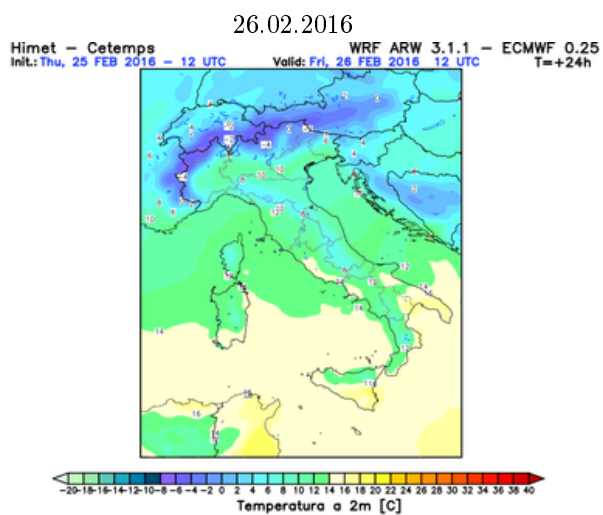 26.02.2016
Himet – Cetemps WRF ARW 3.1.1 – ECMWF 0.25
Init.: Thu, 25 FEB 2016 – 12 UTC Valid: Fri, 26 FEB 2016 12 UTC T=+24h
-20 -18 -16 -14 -12 -10 -8 -6 -4 -2 0 2 4 6 8 10 12 14 16 18 20 22 24 26 28 30 32 34 36 38 40
Temperatura a 2m [C]